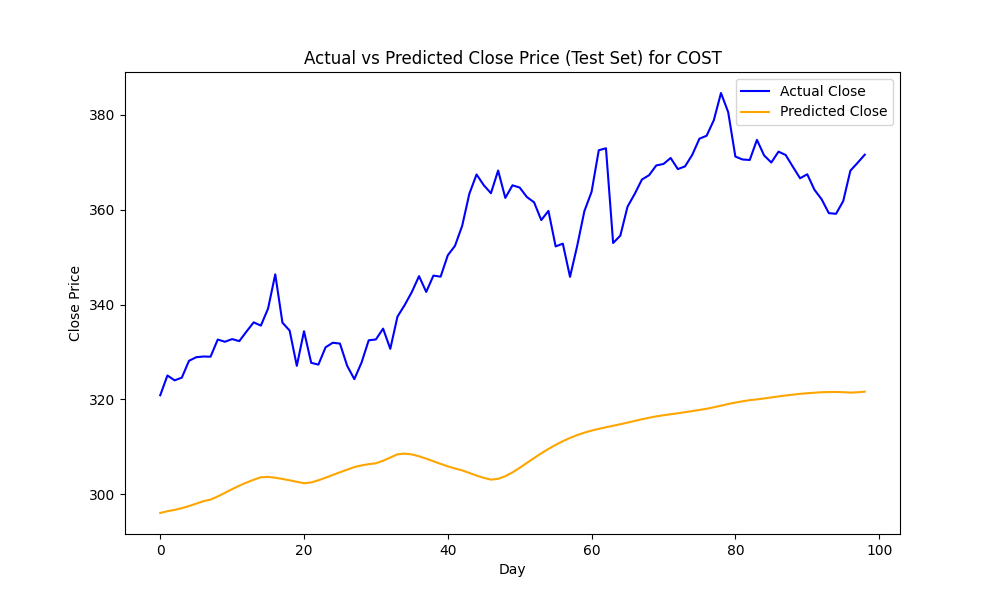 Actual vs Predicted Close Price (Test Set) for COST
Actual Close
Predicted Close
Close Price
380
360
340
320
300
0 20 40 60 80 100
Day